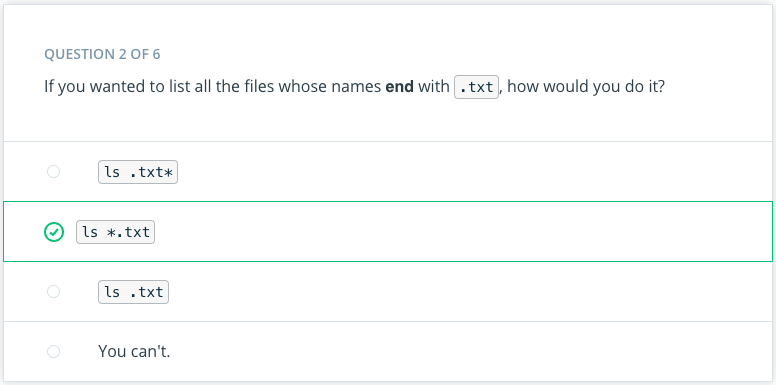 QUESTION 2 OF 6
If you wanted to list all the files whose names end with .txt, how would you do it?
ls .txt*
ls *.txt
ls .txt
You can't.